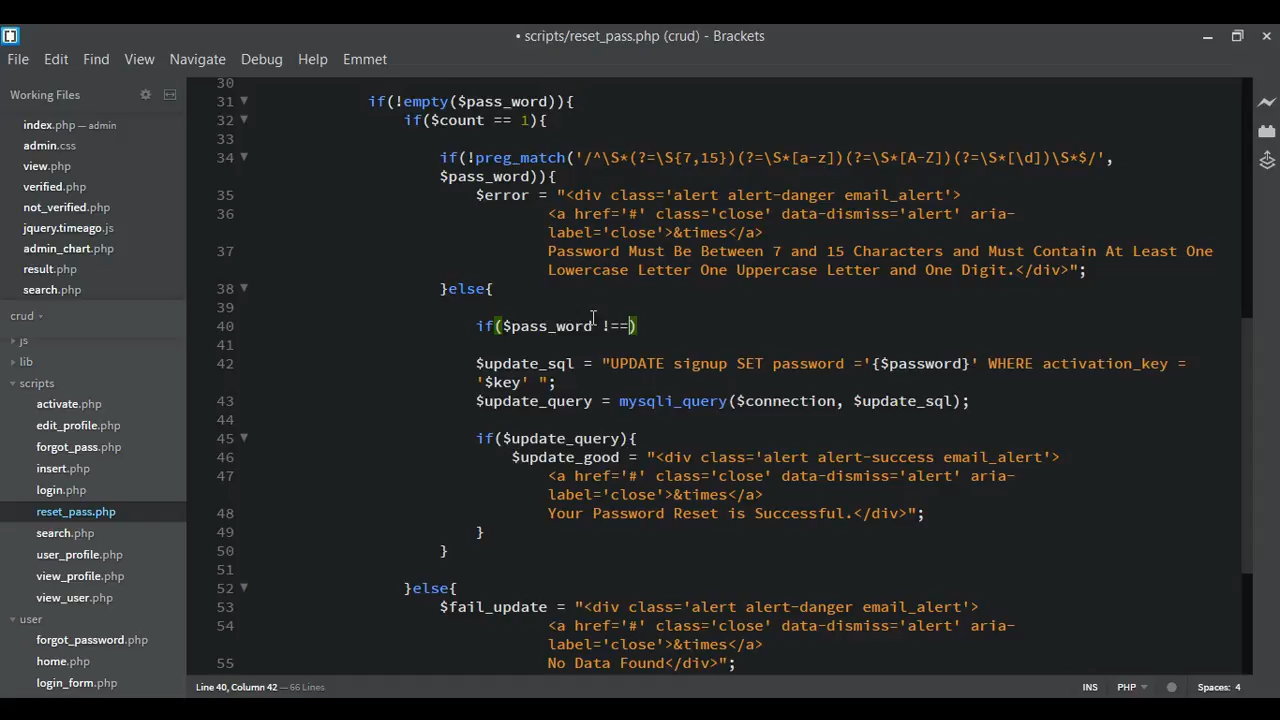 • scripts/reset_pass.php (crud) - Brackets
File Edit Find View Navigate Debug Help Emmet
Working Files
index.php — admin
admin.css
view.php
verified.php
not_verified.php
jquery.timeago.js
admin_chart.php
result.php
search.php
crud
js
lib
scripts
activate.php
edit_profile.php
forgot_pass.php
insert.php
login.php
reset_pass.php
search.php
user_profile.php
view_profile.php
view_user.php
user
forgot_password.php
home.php
login_form.php
30
31 if(!empty($pass_word)){
32 if($count == 1){
33
34 if(!preg_match('/^\S*(?=\S{7,15})(?=\S*[a-z])(?=\S*[A-Z])(?=\S*[\d])\S*$/',
$pass_word)){
35 $error = "<div class='alert alert-danger email_alert'>
36 <a href='#' class='close' data-dismiss='alert' aria-
label='close'>&times</a>
37 Password Must Be Between 7 and 15 Characters and Must Contain At Least One
Lowercase Letter One Uppercase Letter and One Digit.</div>";
38 }else{
39
40 if($pass_word !==)
41
42 $update_sql = "UPDATE signup SET password ='{$password}' WHERE activation_key =
'$key' ";
43 $update_query = mysqli_query($connection, $update_sql);
44
45 if($update_query){
46 $update_good = "<div class='alert alert-success email_alert'>
47 <a href='#' class='close' data-dismiss='alert' aria-
label='close'>&times</a>
48 Your Password Reset is Successful.</div>";
49 }
50 }
51
52 }else{
53 $fail_update = "<div class='alert alert-danger email_alert'>
54 <a href='#' class='close' data-dismiss='alert' aria-
label='close'>&times</a>
55 No Data Found</div>";
Line 40, Column 42 — 66 Lines
INS PHP Spaces: 4